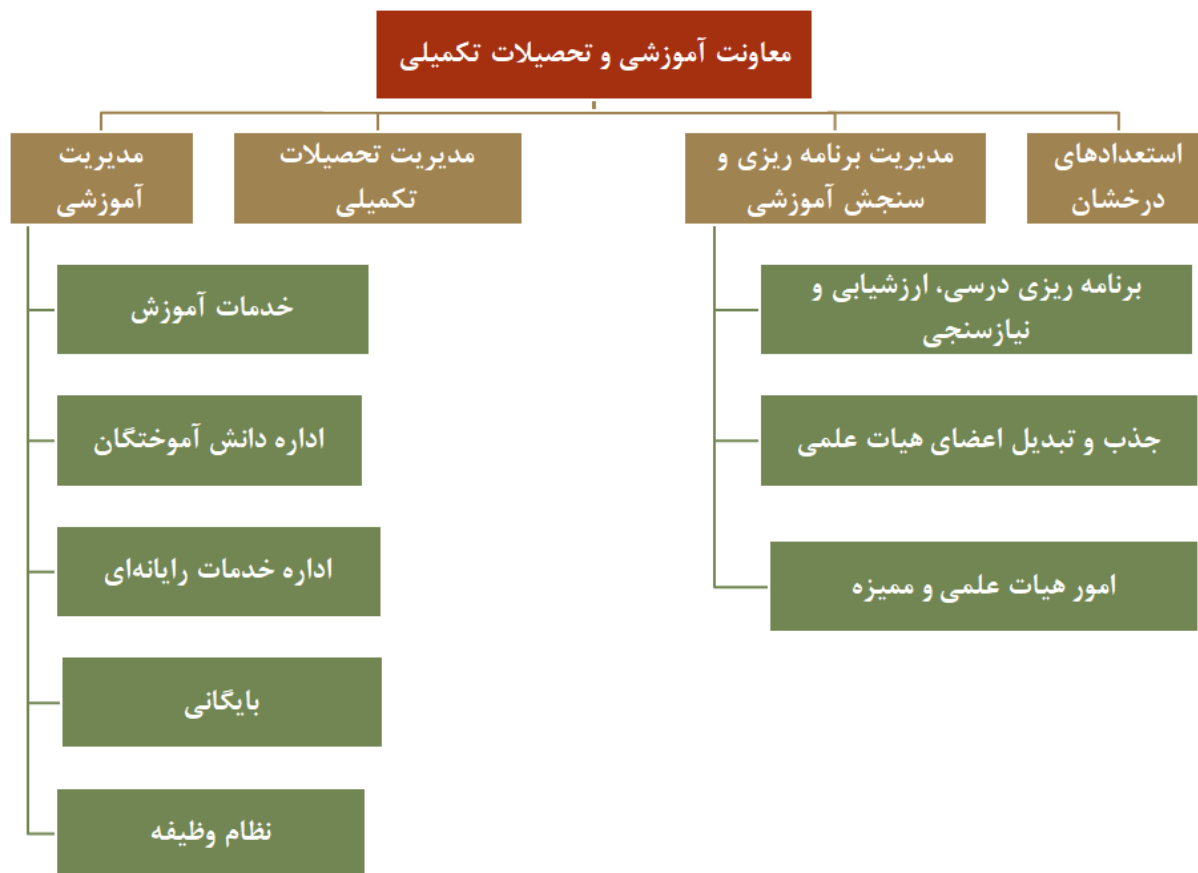 معاونت آموزشی و تحصیلات تکمیلی
استعدادهای
درخشان
مدیریت برنامه ریزی و
سنجش آموزشی
مدیریت تحصیلات
تکمیلی
مدیریت
آموزشی
برنامه ریزی درسی، ارزشیابی و
نیازسنجی
جذب و تبدیل اعضای هیات علمی
امور هیات علمی و ممیزه
خدمات آموزش
اداره دانش آموختگان
اداره خدمات رایانه‌ای
بایگانی
نظام وظیفه